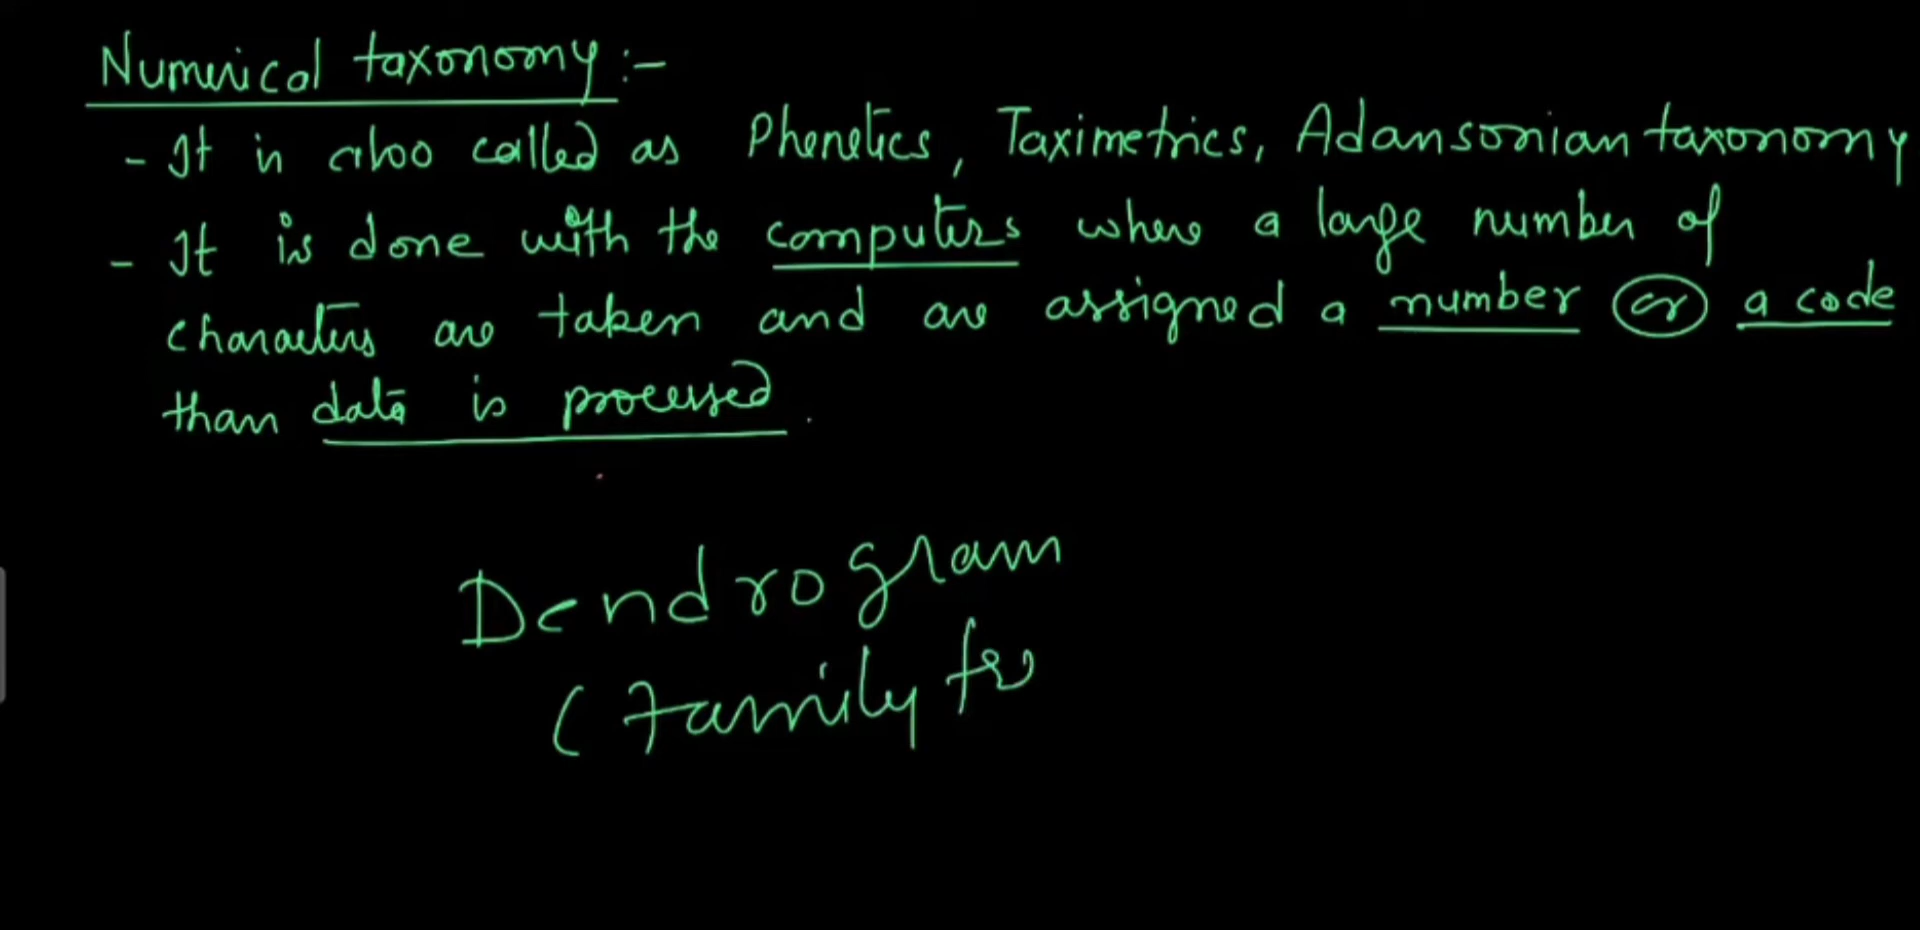 Numerical taxonomy :-
- It is also called as Phenetics, Taximetrics, Adansonian taxonomy
- It is done with the computers where a large number of
characters are taken and are assigned a number or a code
than data is processed.
Dendrogram
(Family tre